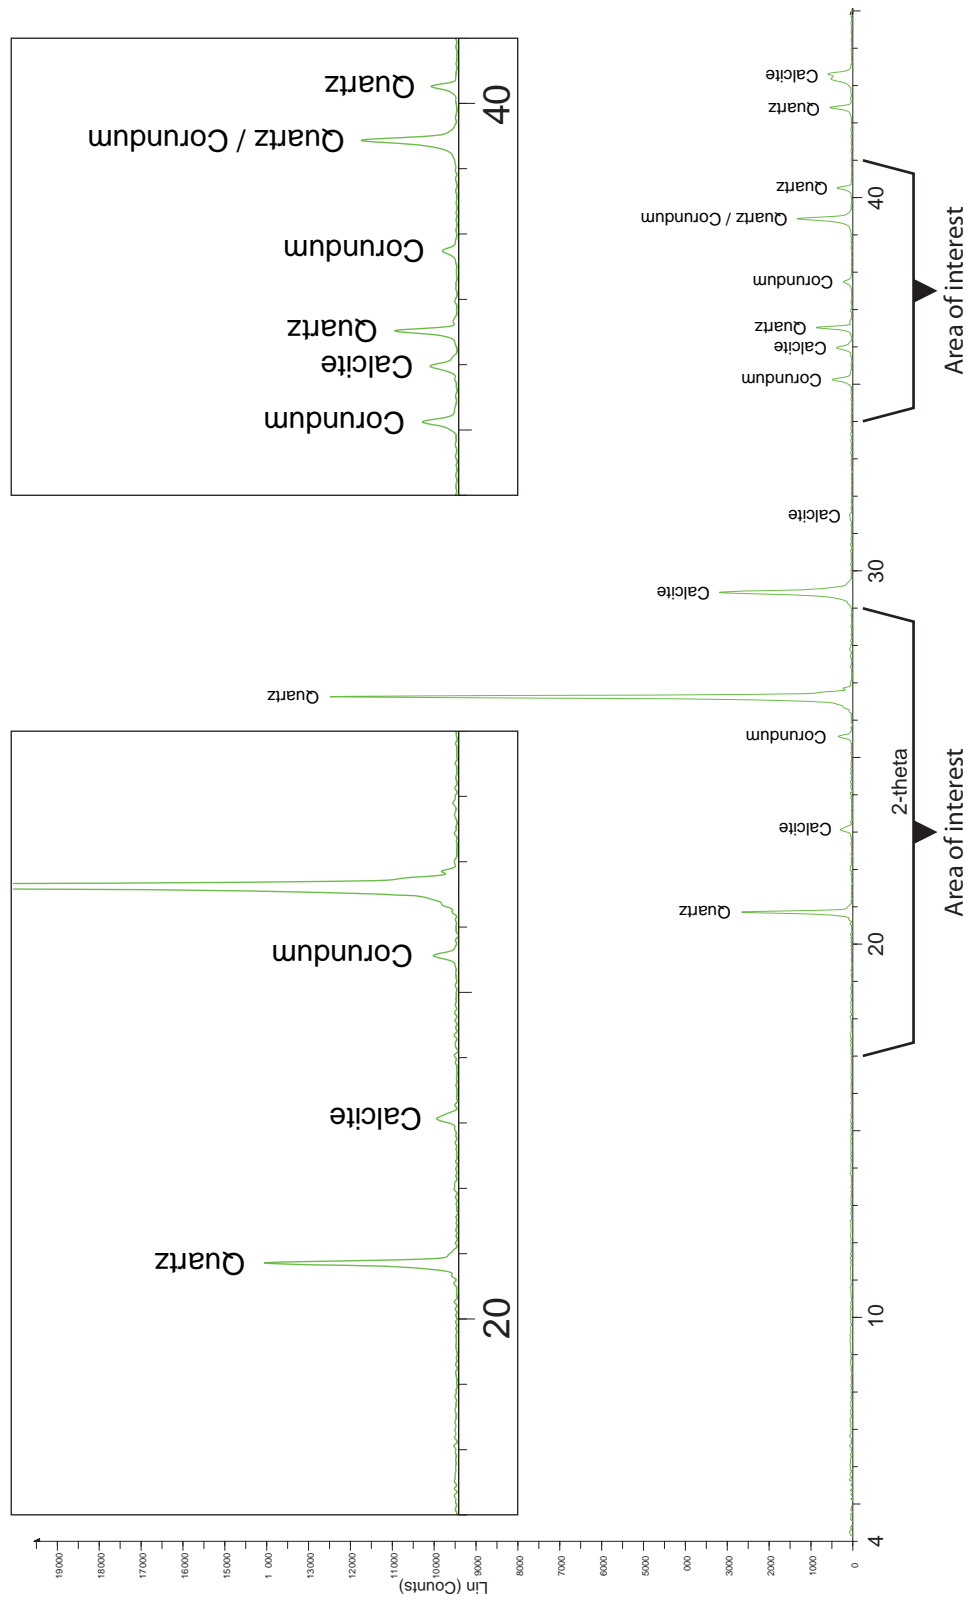 Lin (Counts)
19000
18000
17000
16000
15000
1 000
13000
12000
11000
10000
9000
8000
7000
6000
5000
4000
3000
2000
1000
0
Quartz
Calcite
Corundum
20
Corundum
Calcite
Quartz
Corundum
Quartz / Corundum
Quartz
40
Quartz
Calcite
Corundum
Quartz
Calcite
Calcite
Corundum
Calcite
Quartz
Corundum
Quartz / Corundum
Quartz
Quartz
Calcite
4
10
20
30
40
2-theta
Area of interest
Area of interest